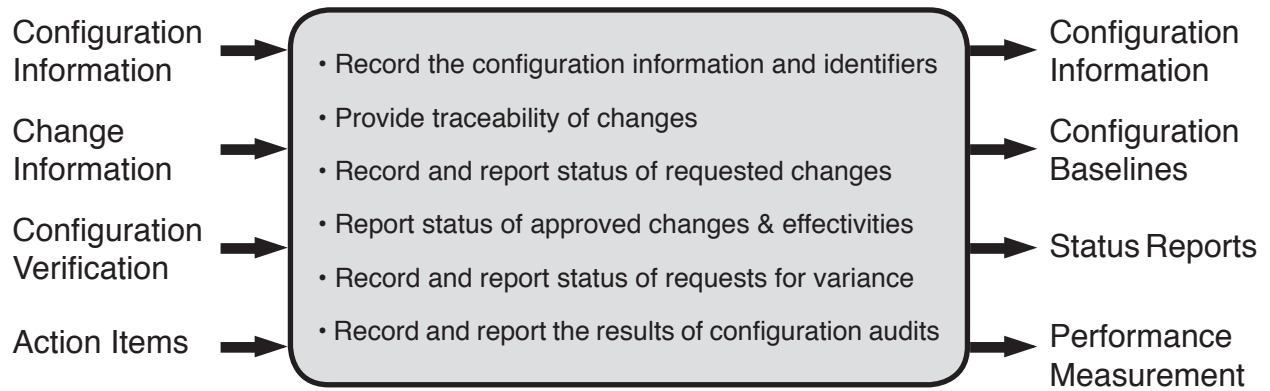 Configuration
Information
Change
Information
Configuration
Verification
Action Items
• Record the configuration information and identifiers
• Provide traceability of changes
• Record and report status of requested changes
• Report status of approved changes & effectivities
• Record and report status of requests for variance
• Record and report the results of configuration audits
Configuration
Information
Configuration
Baselines
Status Reports
Performance
Measurement